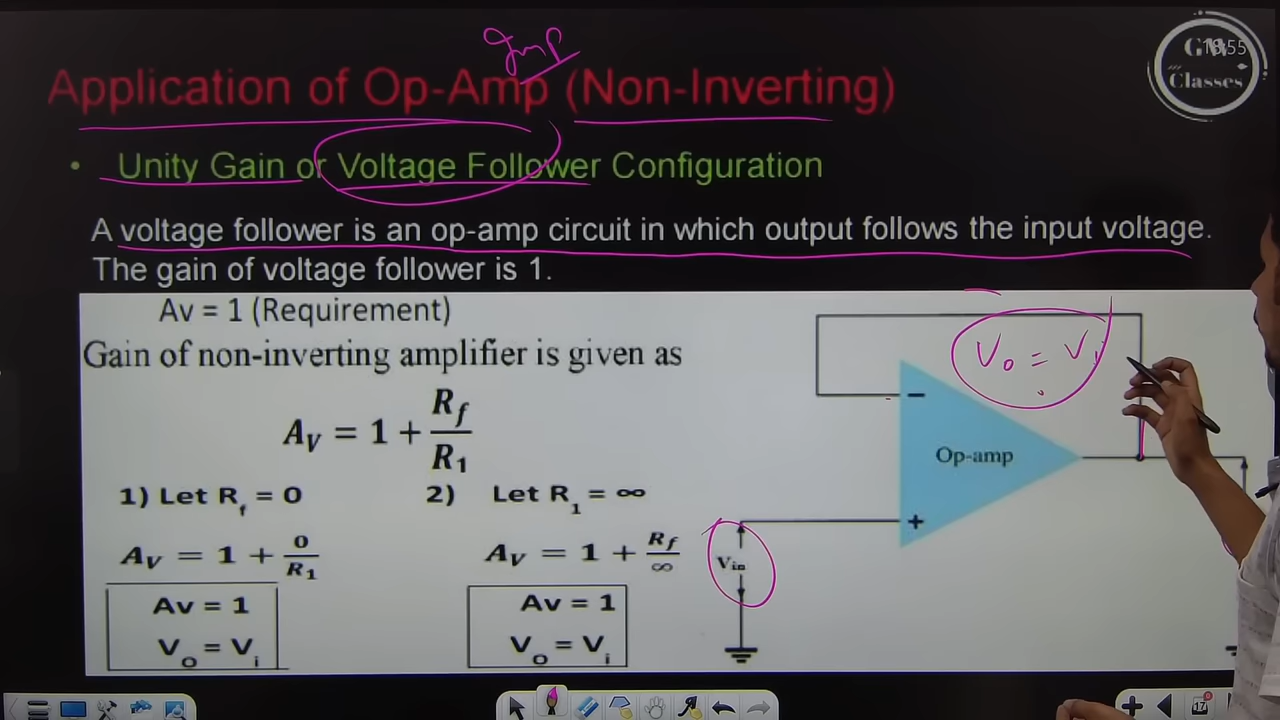 Imp
18:55
Classes
Application of Op-Amp (Non-Inverting)
• Unity Gain or Voltage Follower Configuration
A voltage follower is an op-amp circuit in which output follows the input voltage.
The gain of voltage follower is 1.
Av = 1 (Requirement)
Gain of non-inverting amplifier is given as
A_V = 1 + R_f / R_1
1) Let R_f = 0
A_V = 1 + 0 / R_1
Av = 1
V_o = V_i
2) Let R_1 = ∞
A_V = 1 + R_f / ∞
Av = 1
V_o = V_i
V_o = V_i
−
Op-amp
+
V_in
17